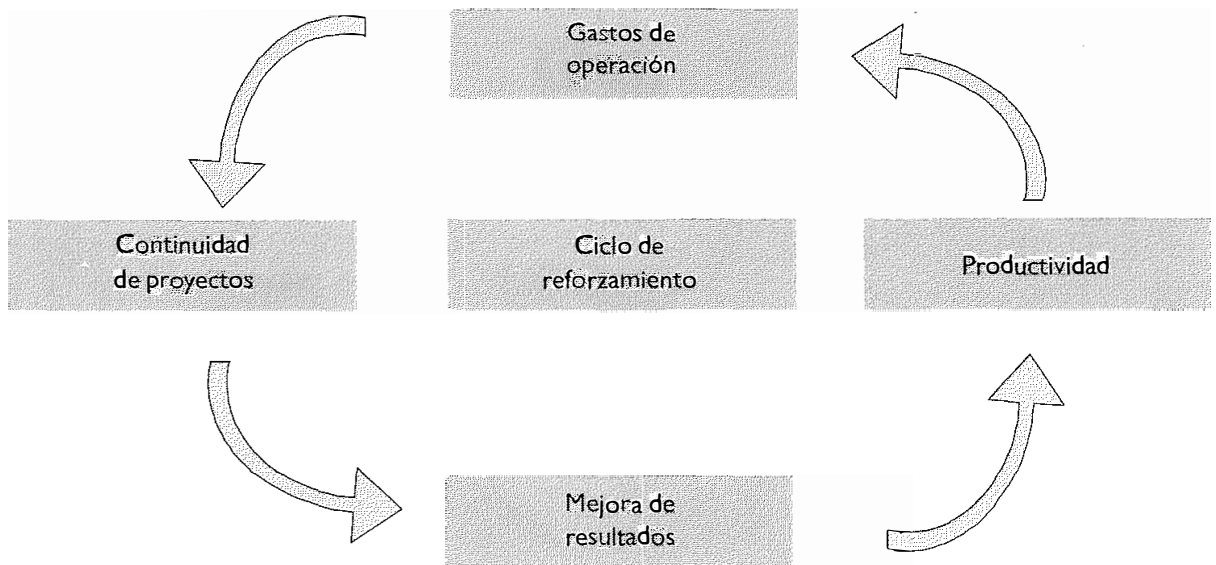 Gastos de
operación
Continuidad
de proyectos
Ciclo de
reforzamiento
Productividad
Mejora de
resultados